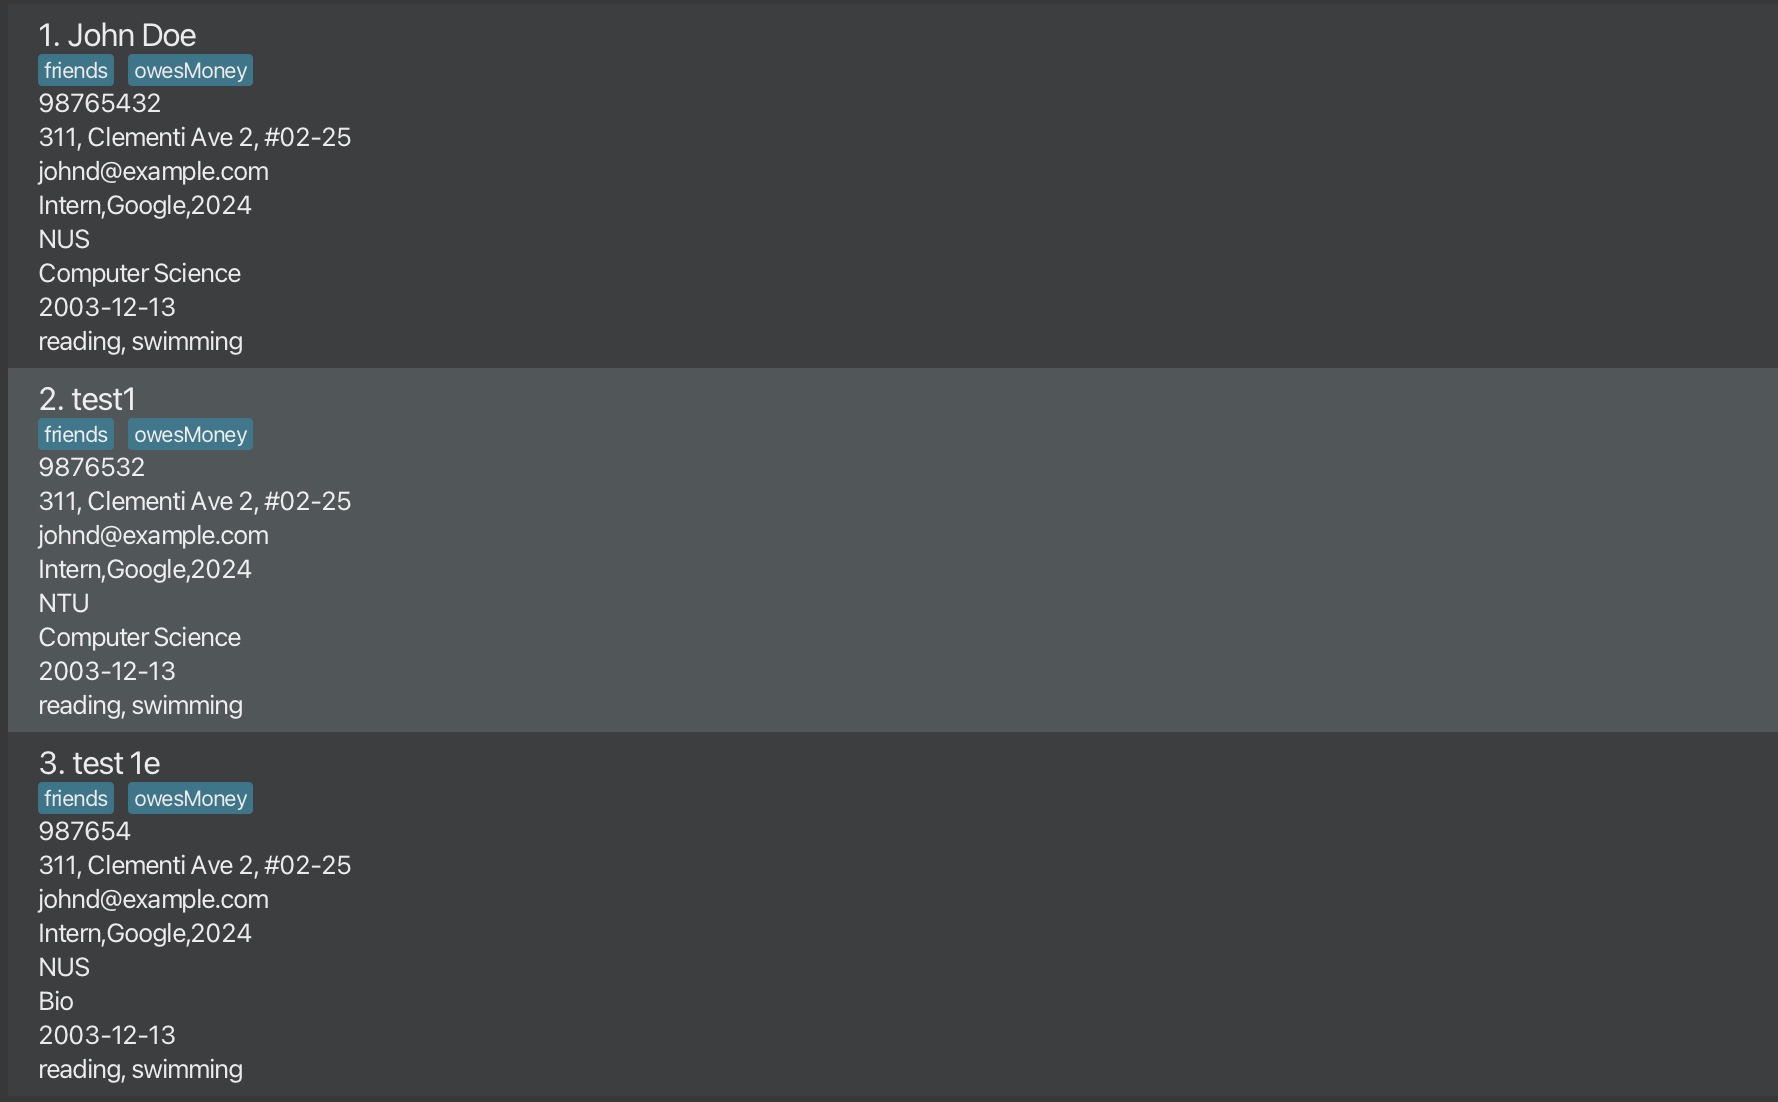 1. John Doe
friends owesMoney
98765432
311, Clementi Ave 2, #02-25
johnd@example.com
Intern,Google,2024
NUS
Computer Science
2003-12-13
reading, swimming
2. test1
friends owesMoney
9876532
311, Clementi Ave 2, #02-25
johnd@example.com
Intern,Google,2024
NTU
Computer Science
2003-12-13
reading, swimming
3. test 1e
friends owesMoney
987654
311, Clementi Ave 2, #02-25
johnd@example.com
Intern,Google,2024
NUS
Bio
2003-12-13
reading, swimming